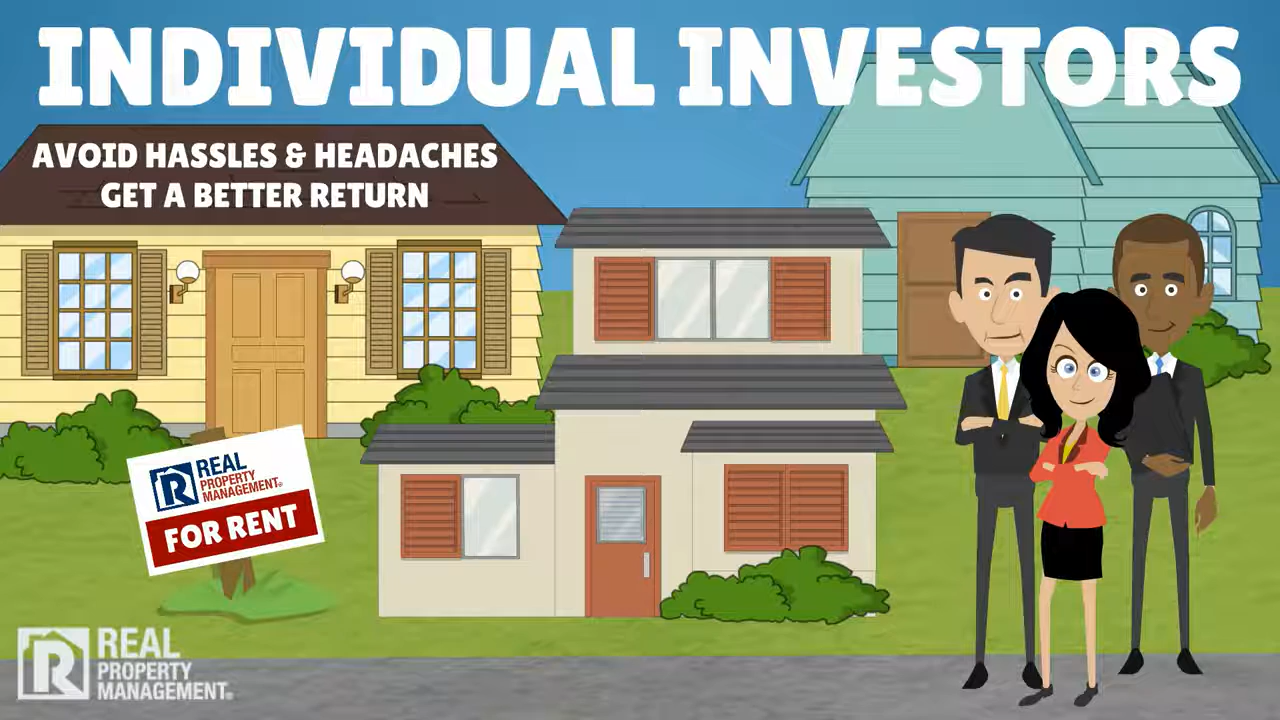 INDIVIDUAL INVESTORS
AVOID HASSLES & HEADACHES
GET A BETTER RETURN
R REAL
PROPERTY
MANAGEMENT®
FOR RENT
R REAL
PROPERTY
MANAGEMENT®